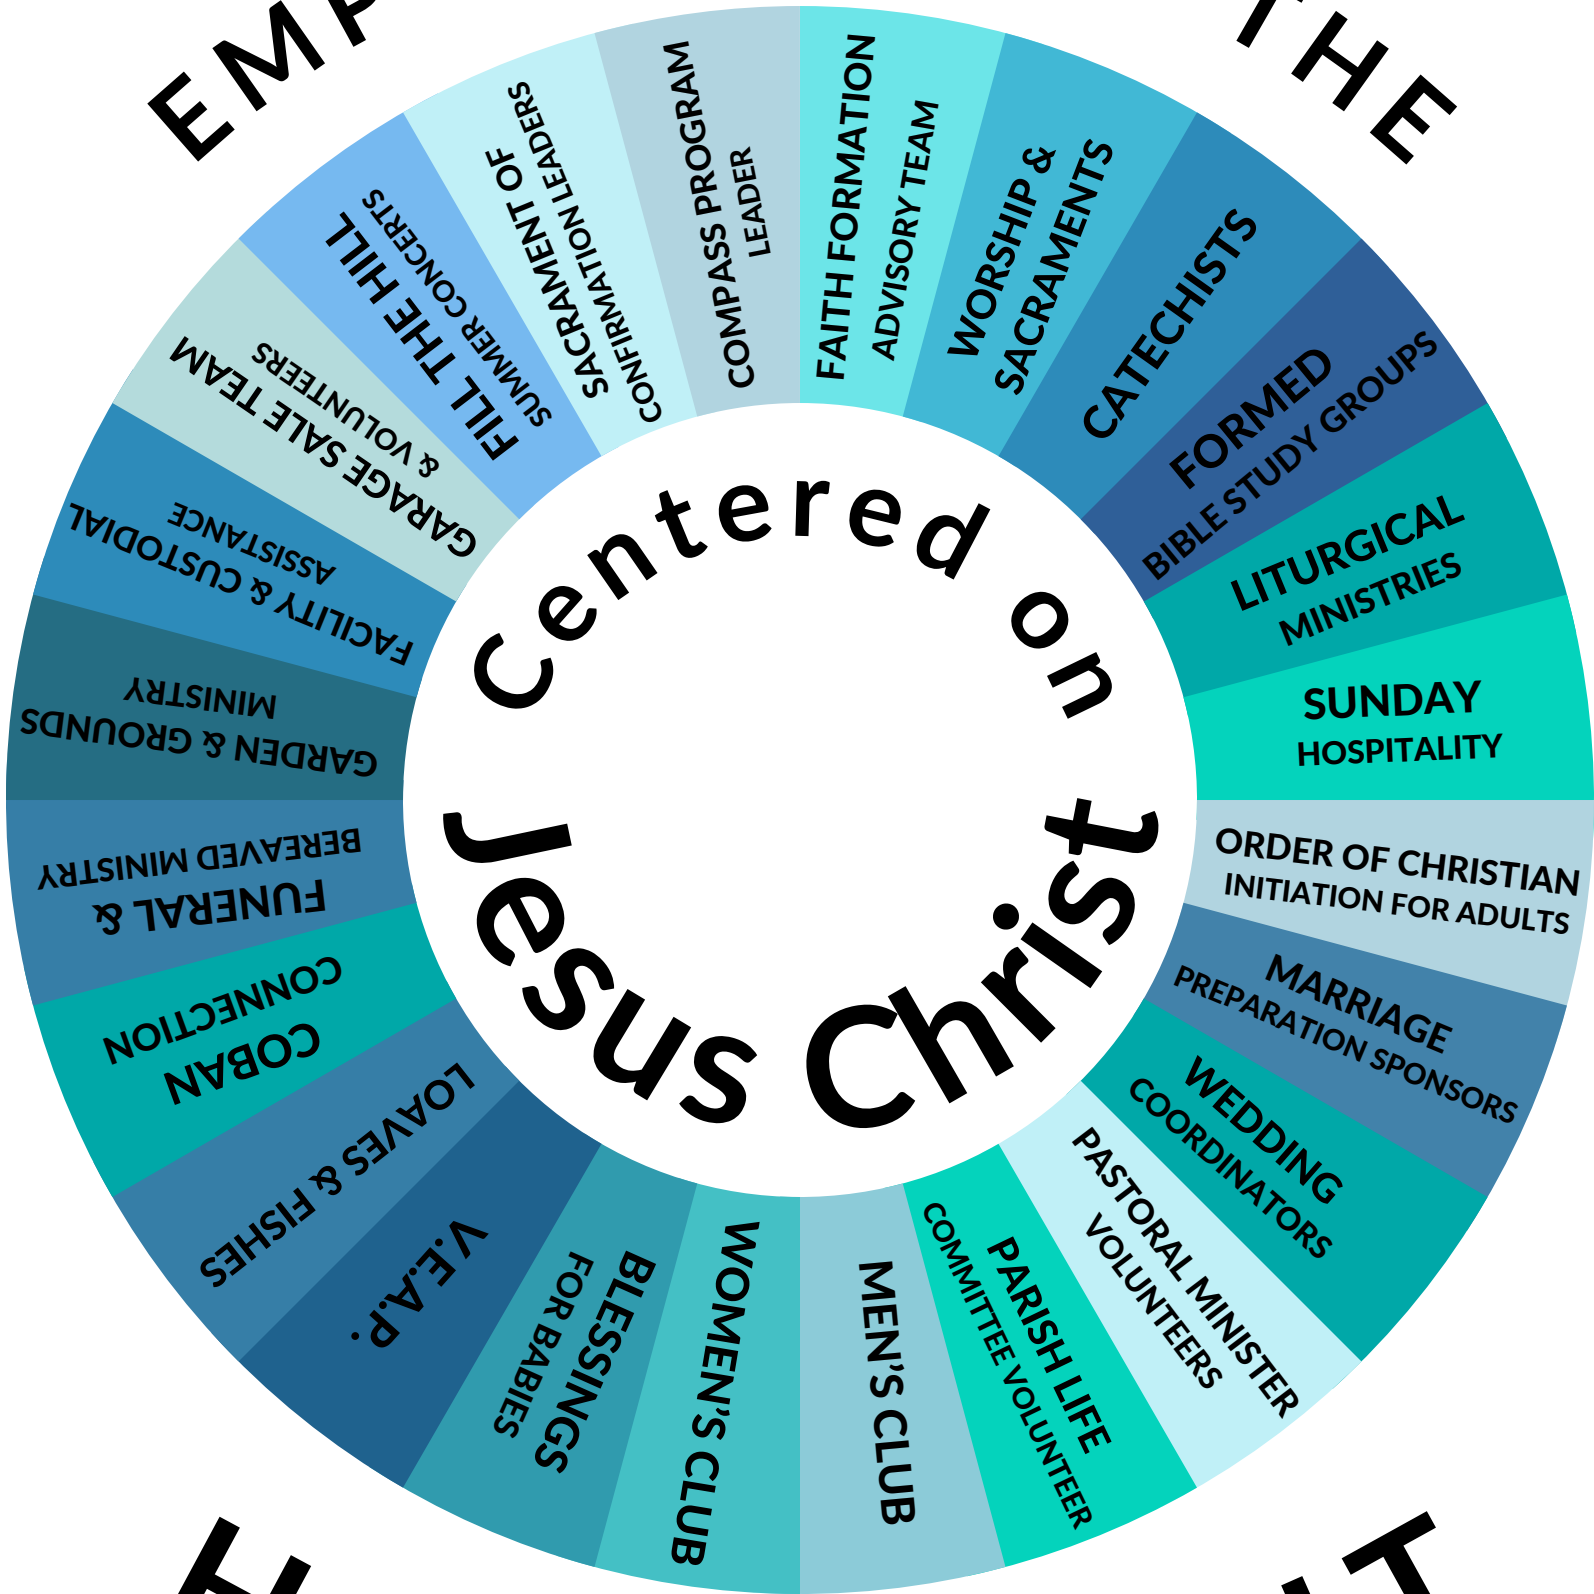 EMP
THE
FAITH FORMATION
ADVISORY TEAM
WORSHIP &
SACRAMENTS
CATECHISTS
FORMED
BIBLE STUDY GROUPS
LITURGICAL
MINISTRIES
SUNDAY
HOSPITALITY
ORDER OF CHRISTIAN
INITIATION FOR ADULTS
MARRIAGE
PREPARATION SPONSORS
WEDDING
COORDINATORS
PASTORAL MINISTER
VOLUNTEERS
PARISH LIFE
COMMITTEE VOLUNTEER
MEN'S CLUB
WOMEN'S CLUB
BLESSINGS
FOR BABIES
V.E.A.P.
LOAVES & FISHES
COBAN
CONNECTION
FUNERAL &
BEREAVED MINISTRY
GARDEN & GROUNDS
MINISTRY
FACILITY & CUSTODIAL
ASSISTANCE
GARAGE SALE TEAM
& VOLUNTEERS
FILL THE HILL
SUMMER CONCERTS
SACRAMENT OF
CONFIRMATION LEADERS
COMPASS PROGRAM
LEADER
Centered on
Jesus Christ